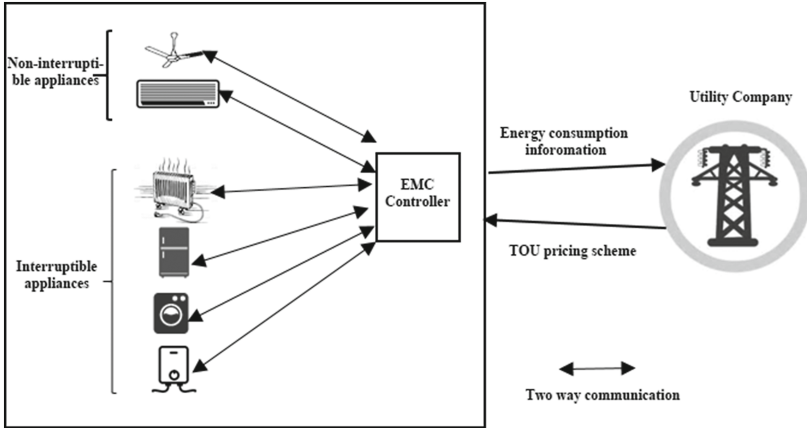 Non-interrupti-
ble appliances
Interruptible
appliances
EMC
Controller
Energy consumption
inforomation
TOU pricing scheme
Utility Company
Two way communication